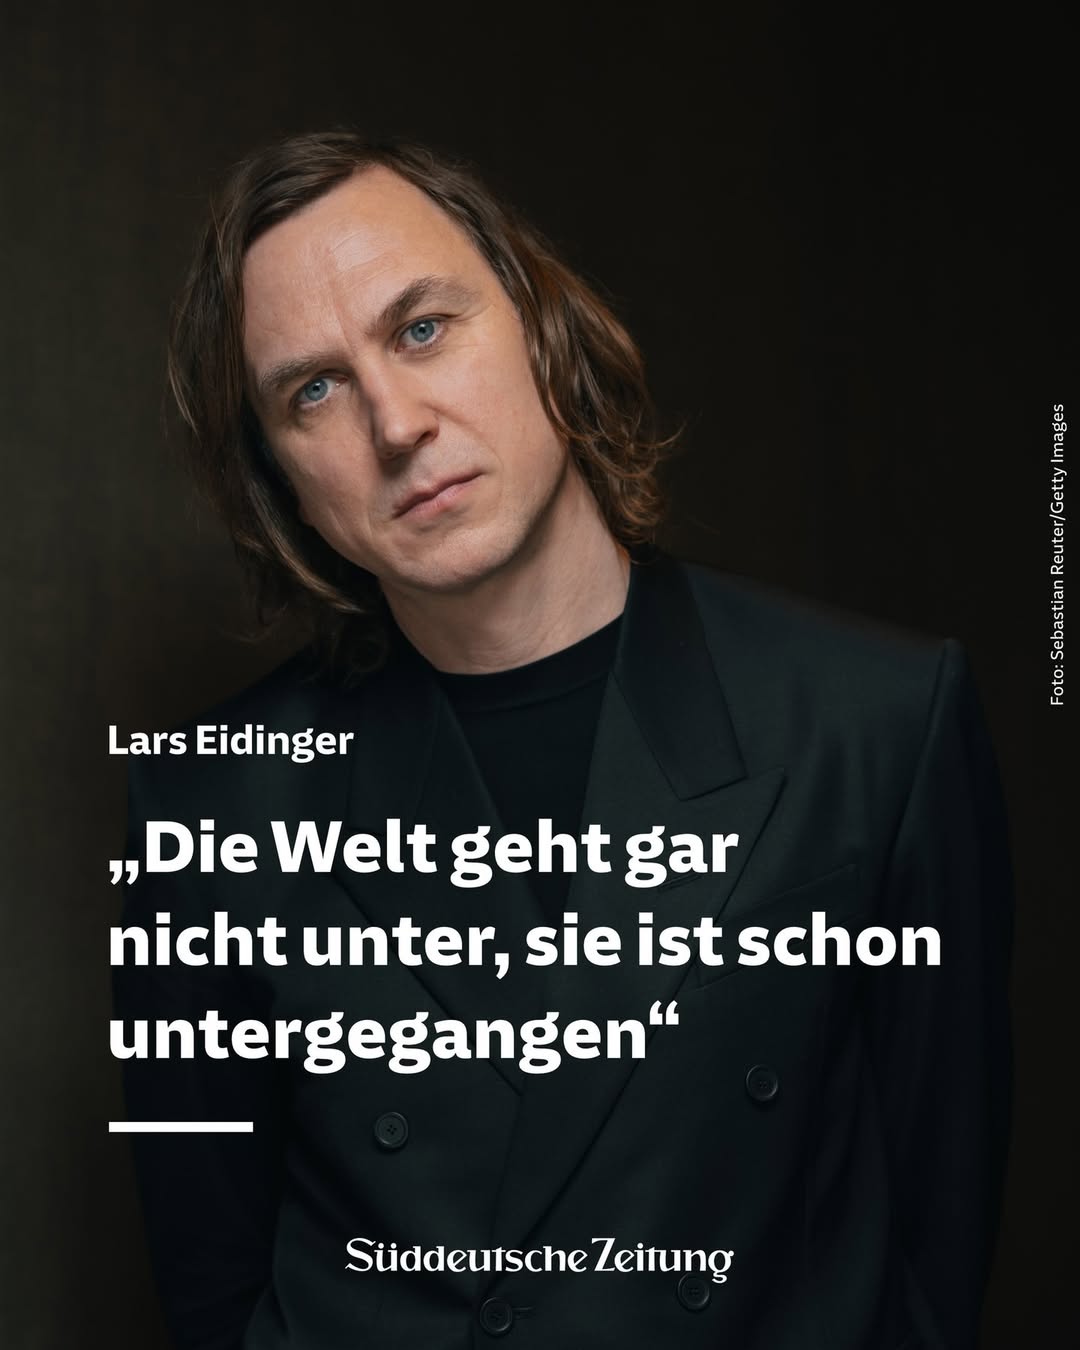 Lars Eidinger
„Die Welt geht gar
nicht unter, sie ist schon
untergegangen“
Süddeutsche Zeitung
Foto: Sebastian Reuter/Getty Images